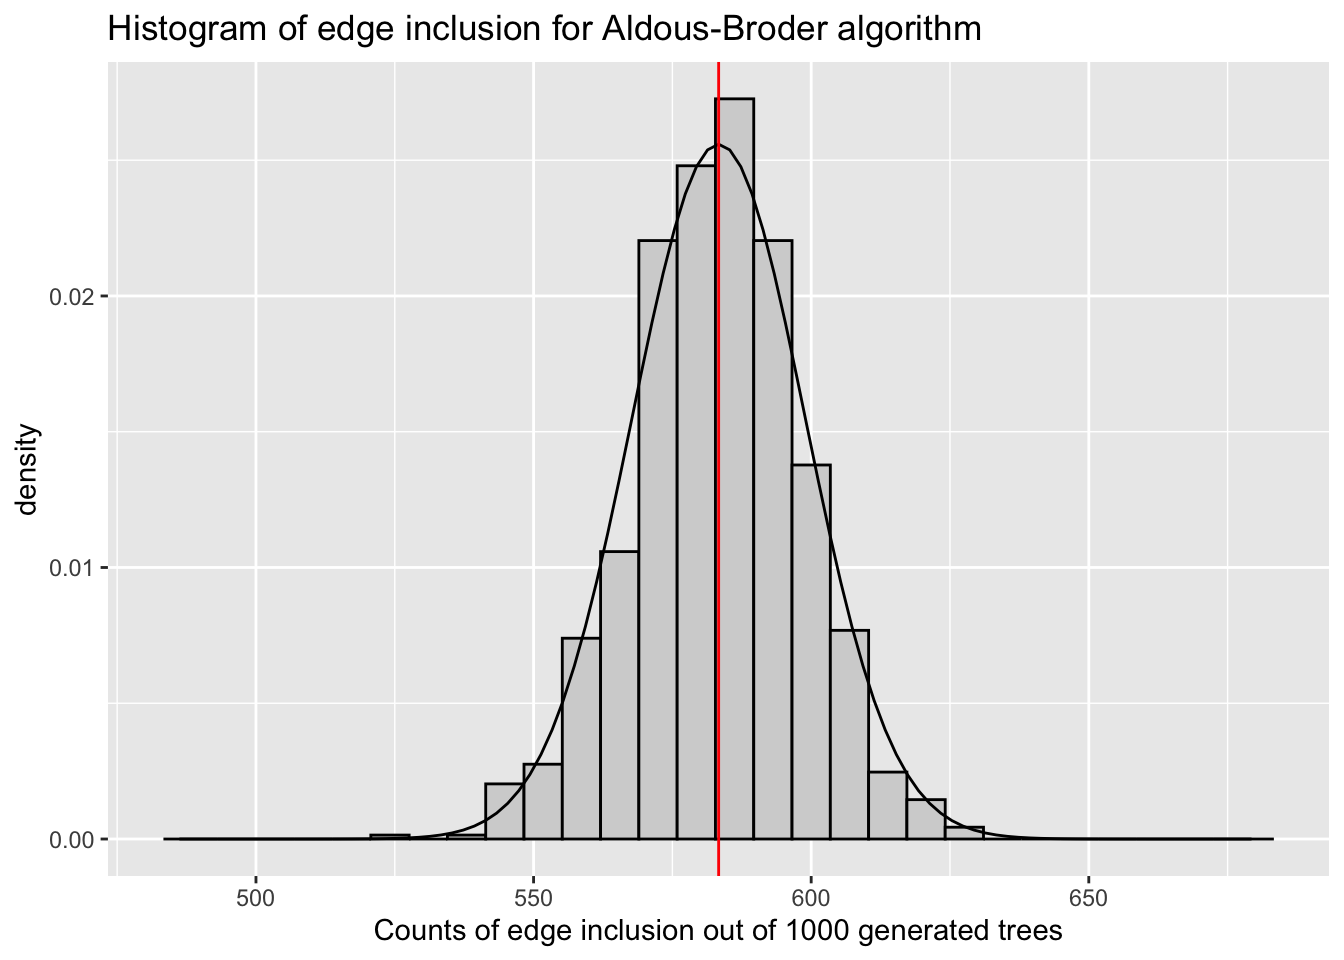 Histogram of edge inclusion for Aldous-Broder algorithm
density
0.02
0.01
0.00
500 550 600 650
Counts of edge inclusion out of 1000 generated trees